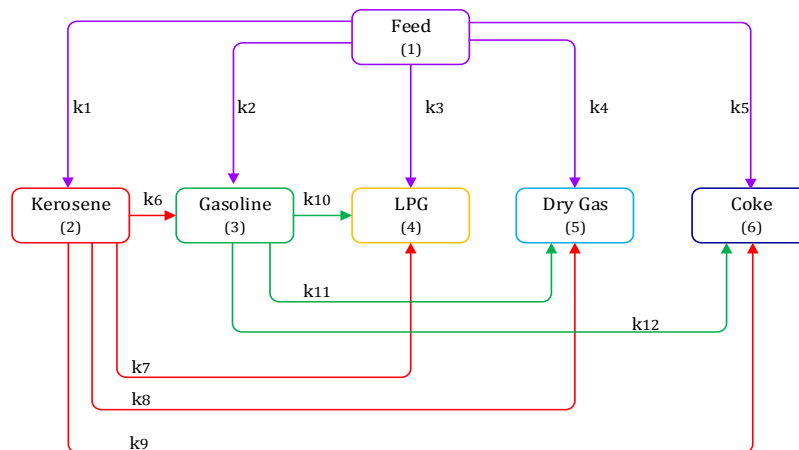 Feed
(1)
k1
k2
k3
k4
k5
Kerosene
(2)
k6
Gasoline
(3)
k10
LPG
(4)
Dry Gas
(5)
Coke
(6)
k11
k12
k7
k8
k9